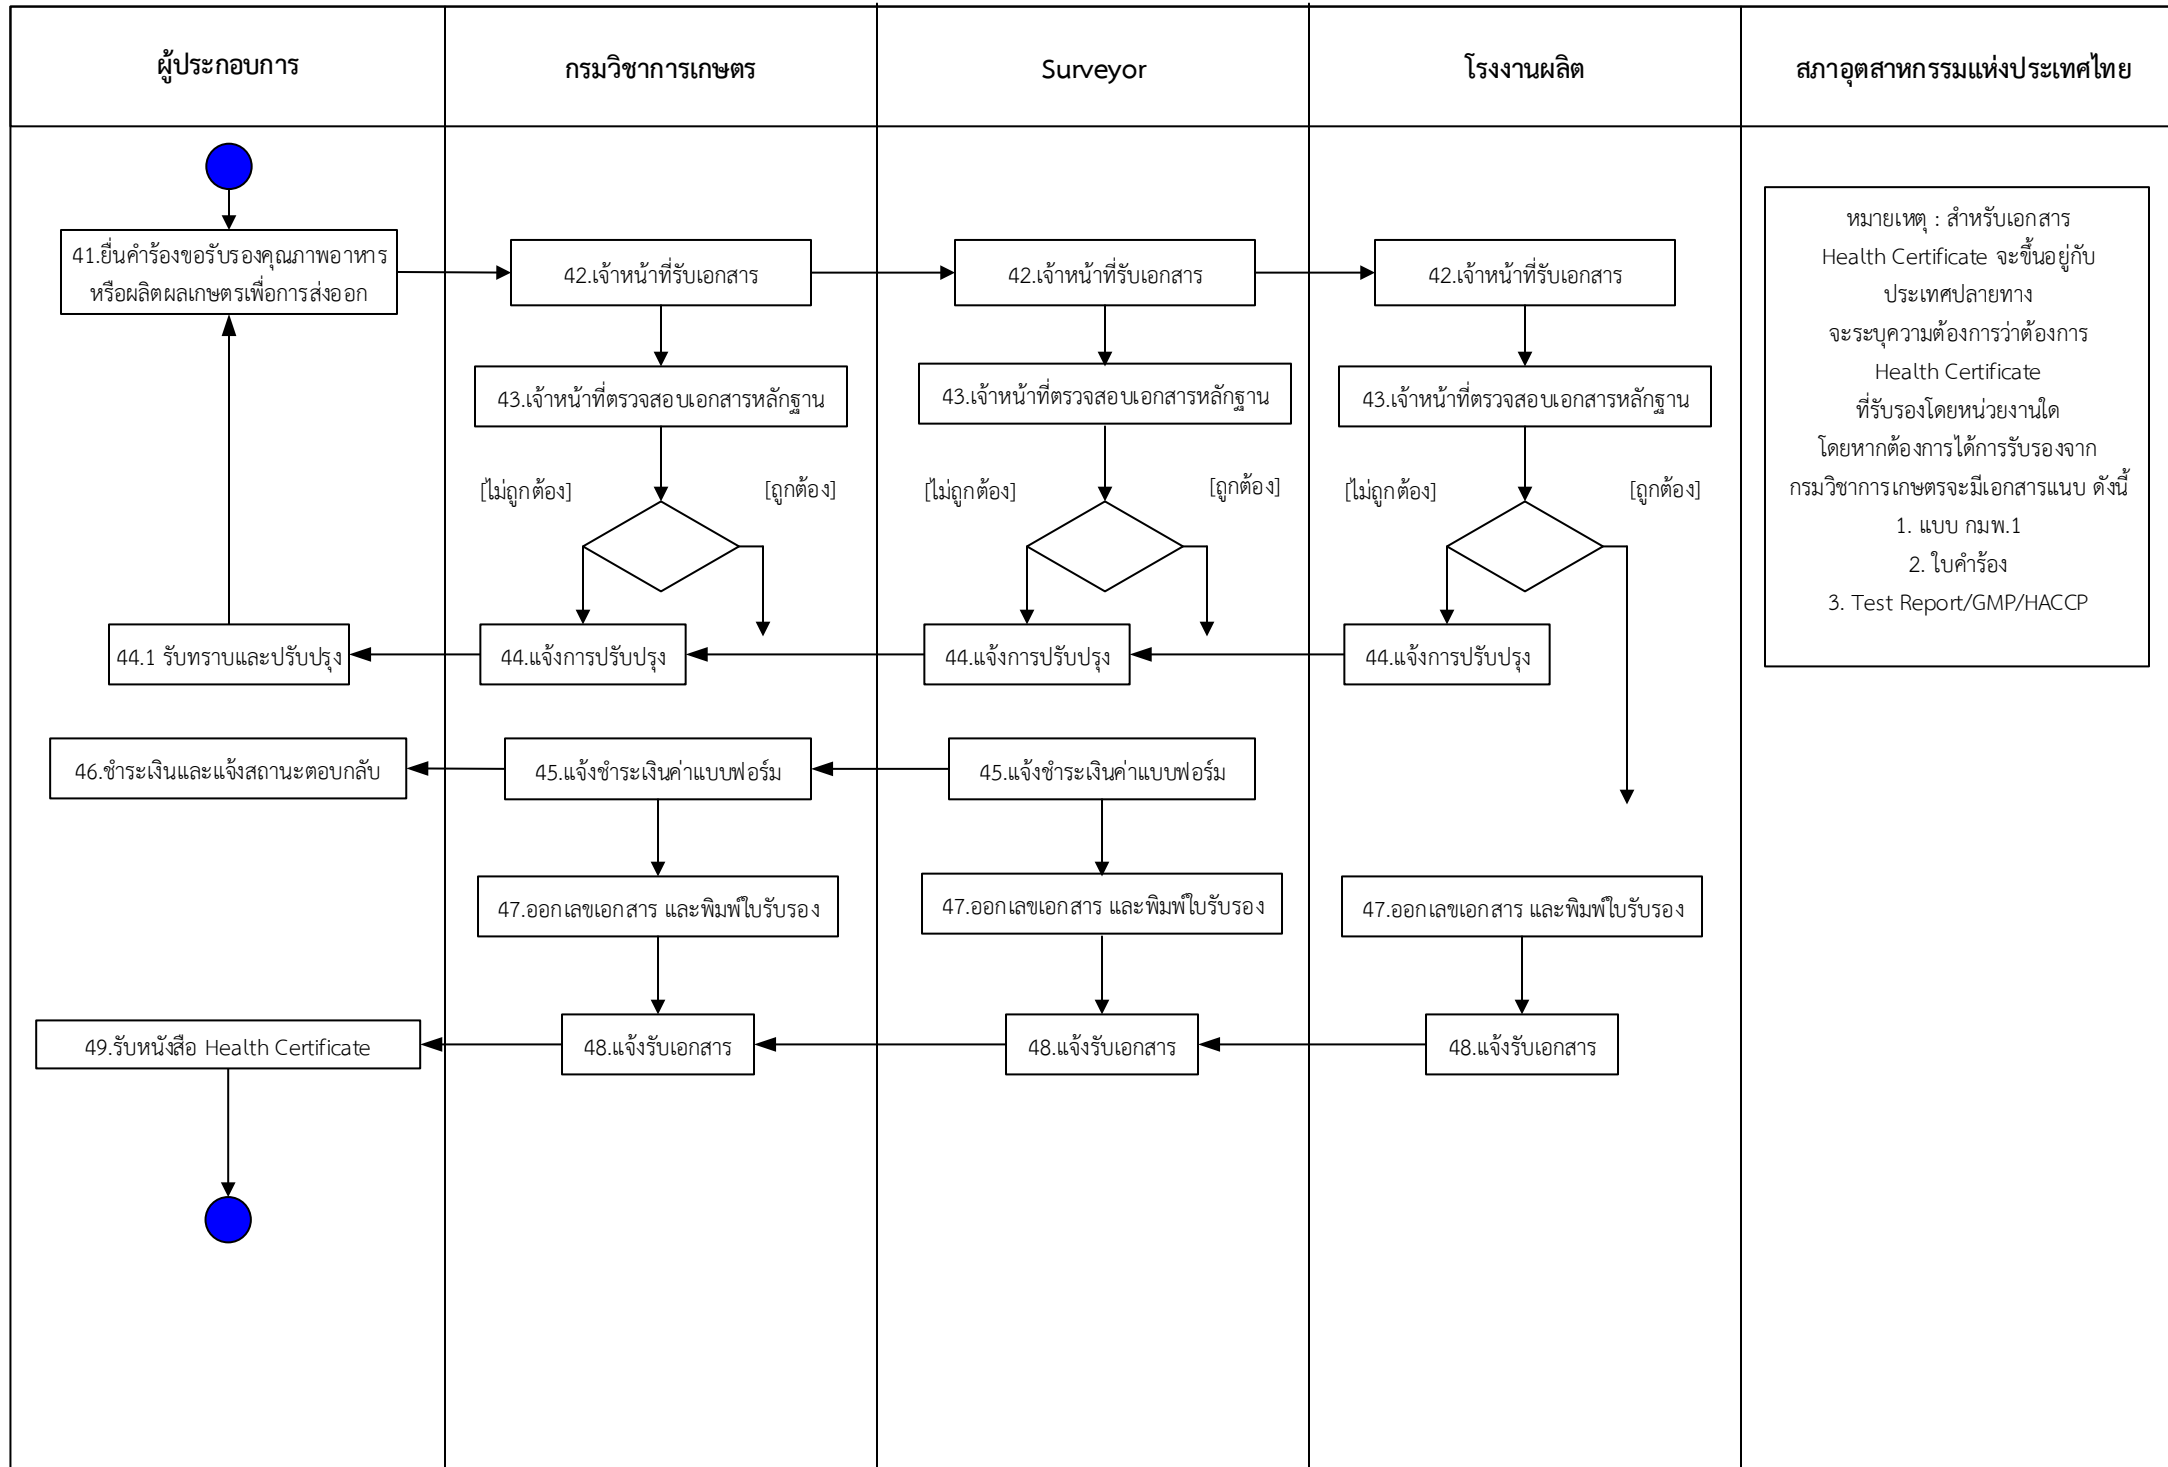 ผู้ประกอบการ
กรมวิชาการเกษตร
Surveyor
โรงงานผลิต
สภาอุตสาหกรรมแห่งประเทศไทย
41.ยื่นคำร้องขอรับรองคุณภาพอาหาร
หรือผลิตผลเกษตรเพื่อการส่งออก
42.เจ้าหน้าที่รับเอกสาร
42.เจ้าหน้าที่รับเอกสาร
42.เจ้าหน้าที่รับเอกสาร
43.เจ้าหน้าที่ตรวจสอบเอกสารหลักฐาน
43.เจ้าหน้าที่ตรวจสอบเอกสารหลักฐาน
43.เจ้าหน้าที่ตรวจสอบเอกสารหลักฐาน
[ไม่ถูกต้อง]
[ถูกต้อง]
[ไม่ถูกต้อง]
[ถูกต้อง]
[ไม่ถูกต้อง]
[ถูกต้อง]
44.1 รับทราบและปรับปรุง
44.แจ้งการปรับปรุง
44.แจ้งการปรับปรุง
44.แจ้งการปรับปรุง
46.ชำระเงินและแจ้งสถานะตอบกลับ
45.แจ้งชำระเงินค่าแบบฟอร์ม
45.แจ้งชำระเงินค่าแบบฟอร์ม
47.ออกเลขเอกสาร และพิมพ์ใบรับรอง
47.ออกเลขเอกสาร และพิมพ์ใบรับรอง
47.ออกเลขเอกสาร และพิมพ์ใบรับรอง
49.รับหนังสือ Health Certificate
48.แจ้งรับเอกสาร
48.แจ้งรับเอกสาร
48.แจ้งรับเอกสาร
หมายเหตุ : สำหรับเอกสาร
Health Certificate จะขึ้นอยู่กับ
ประเทศปลายทาง
จะระบุความต้องการว่าต้องการ
Health Certificate
ที่รับรองโดยหน่วยงานใด
โดยหากต้องการได้การรับรองจาก
กรมวิชาการเกษตรจะมีเอกสารแนบ ดังนี้
1. แบบ กมพ.1
2. ใบคำร้อง
3. Test Report/GMP/HACCP